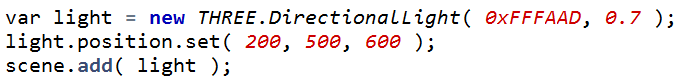 var light = new THREE.DirectionalLight( 0xFFFAAD, 0.7 );
light.position.set( 200, 500, 600 );
scene.add( light );